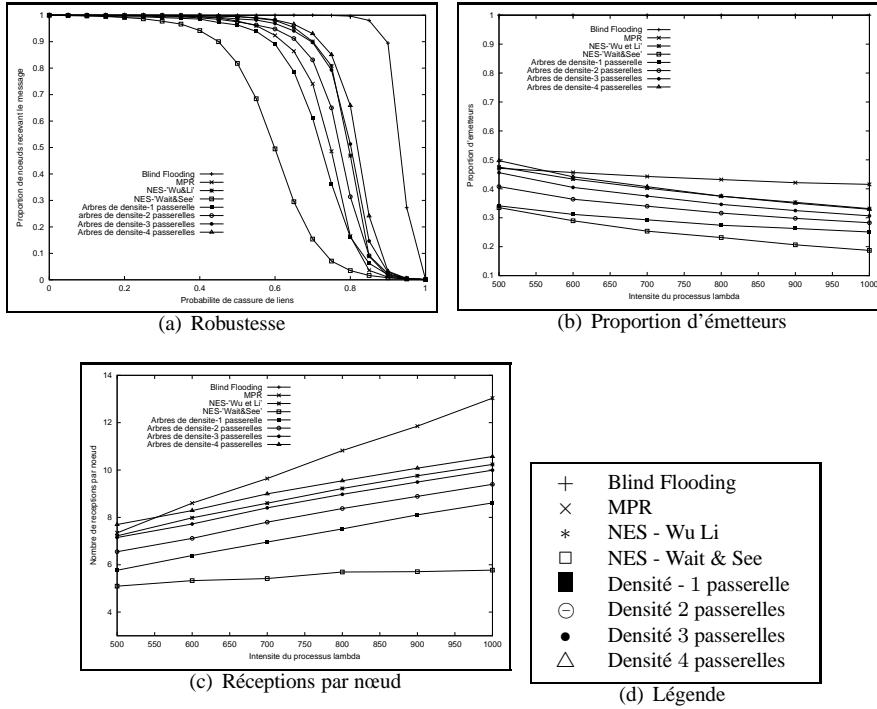 Proportion de noeuds recevant le message
1
0.9
0.8
0.7
0.6
0.5
0.4
0.3
0.2
0.1
0
Blind Flooding
MPR
NES-'Wu&Li'
NES-'Wait&See'
Arbres de densite-1 passerelle
arbres de densite-2 passerelles
Arbres de densite-3 passerelles
Arbres de densite-4 passerelles
0 0.2 0.4 0.6 0.8 1
Probabilite de cassure de liens
(a) Robustesse
Proportion d'emetteurs
1
0.9
0.8
0.7
0.6
0.5
0.4
0.3
0.2
0.1
Blind Flooding
MPR
NES-'Wu et Li'
NES-'Wait&See'
Arbres de densite-1 passerelle
Arbres de densite-2 passerelles
Arbres de densite-3 passerelles
Arbres de densite-4 passerelles
500 550 600 650 700 750 800 850 900 950 1000
Intensite du processus lambda
(b) Proportion d'émetteurs
Nombre de receptions par noeud
14
12
10
8
6
4
Blind Flooding
MPR
NES-'Wu et Li'
NES-'Wait&See'
Arbres de densite-1 passerelle
Arbres de densite-2 passerelles
Arbres de densite-3 passerelles
Arbres de densite-4 passerelles
500 550 600 650 700 750 800 850 900 950 1000
Intensite du processus lambda
(c) Réceptions par nœud
Blind Flooding
MPR
NES - Wu Li
NES - Wait & See
Densité - 1 passerelle
Densité 2 passerelles
Densité 3 passerelles
Densité 4 passerelles
(d) Légende